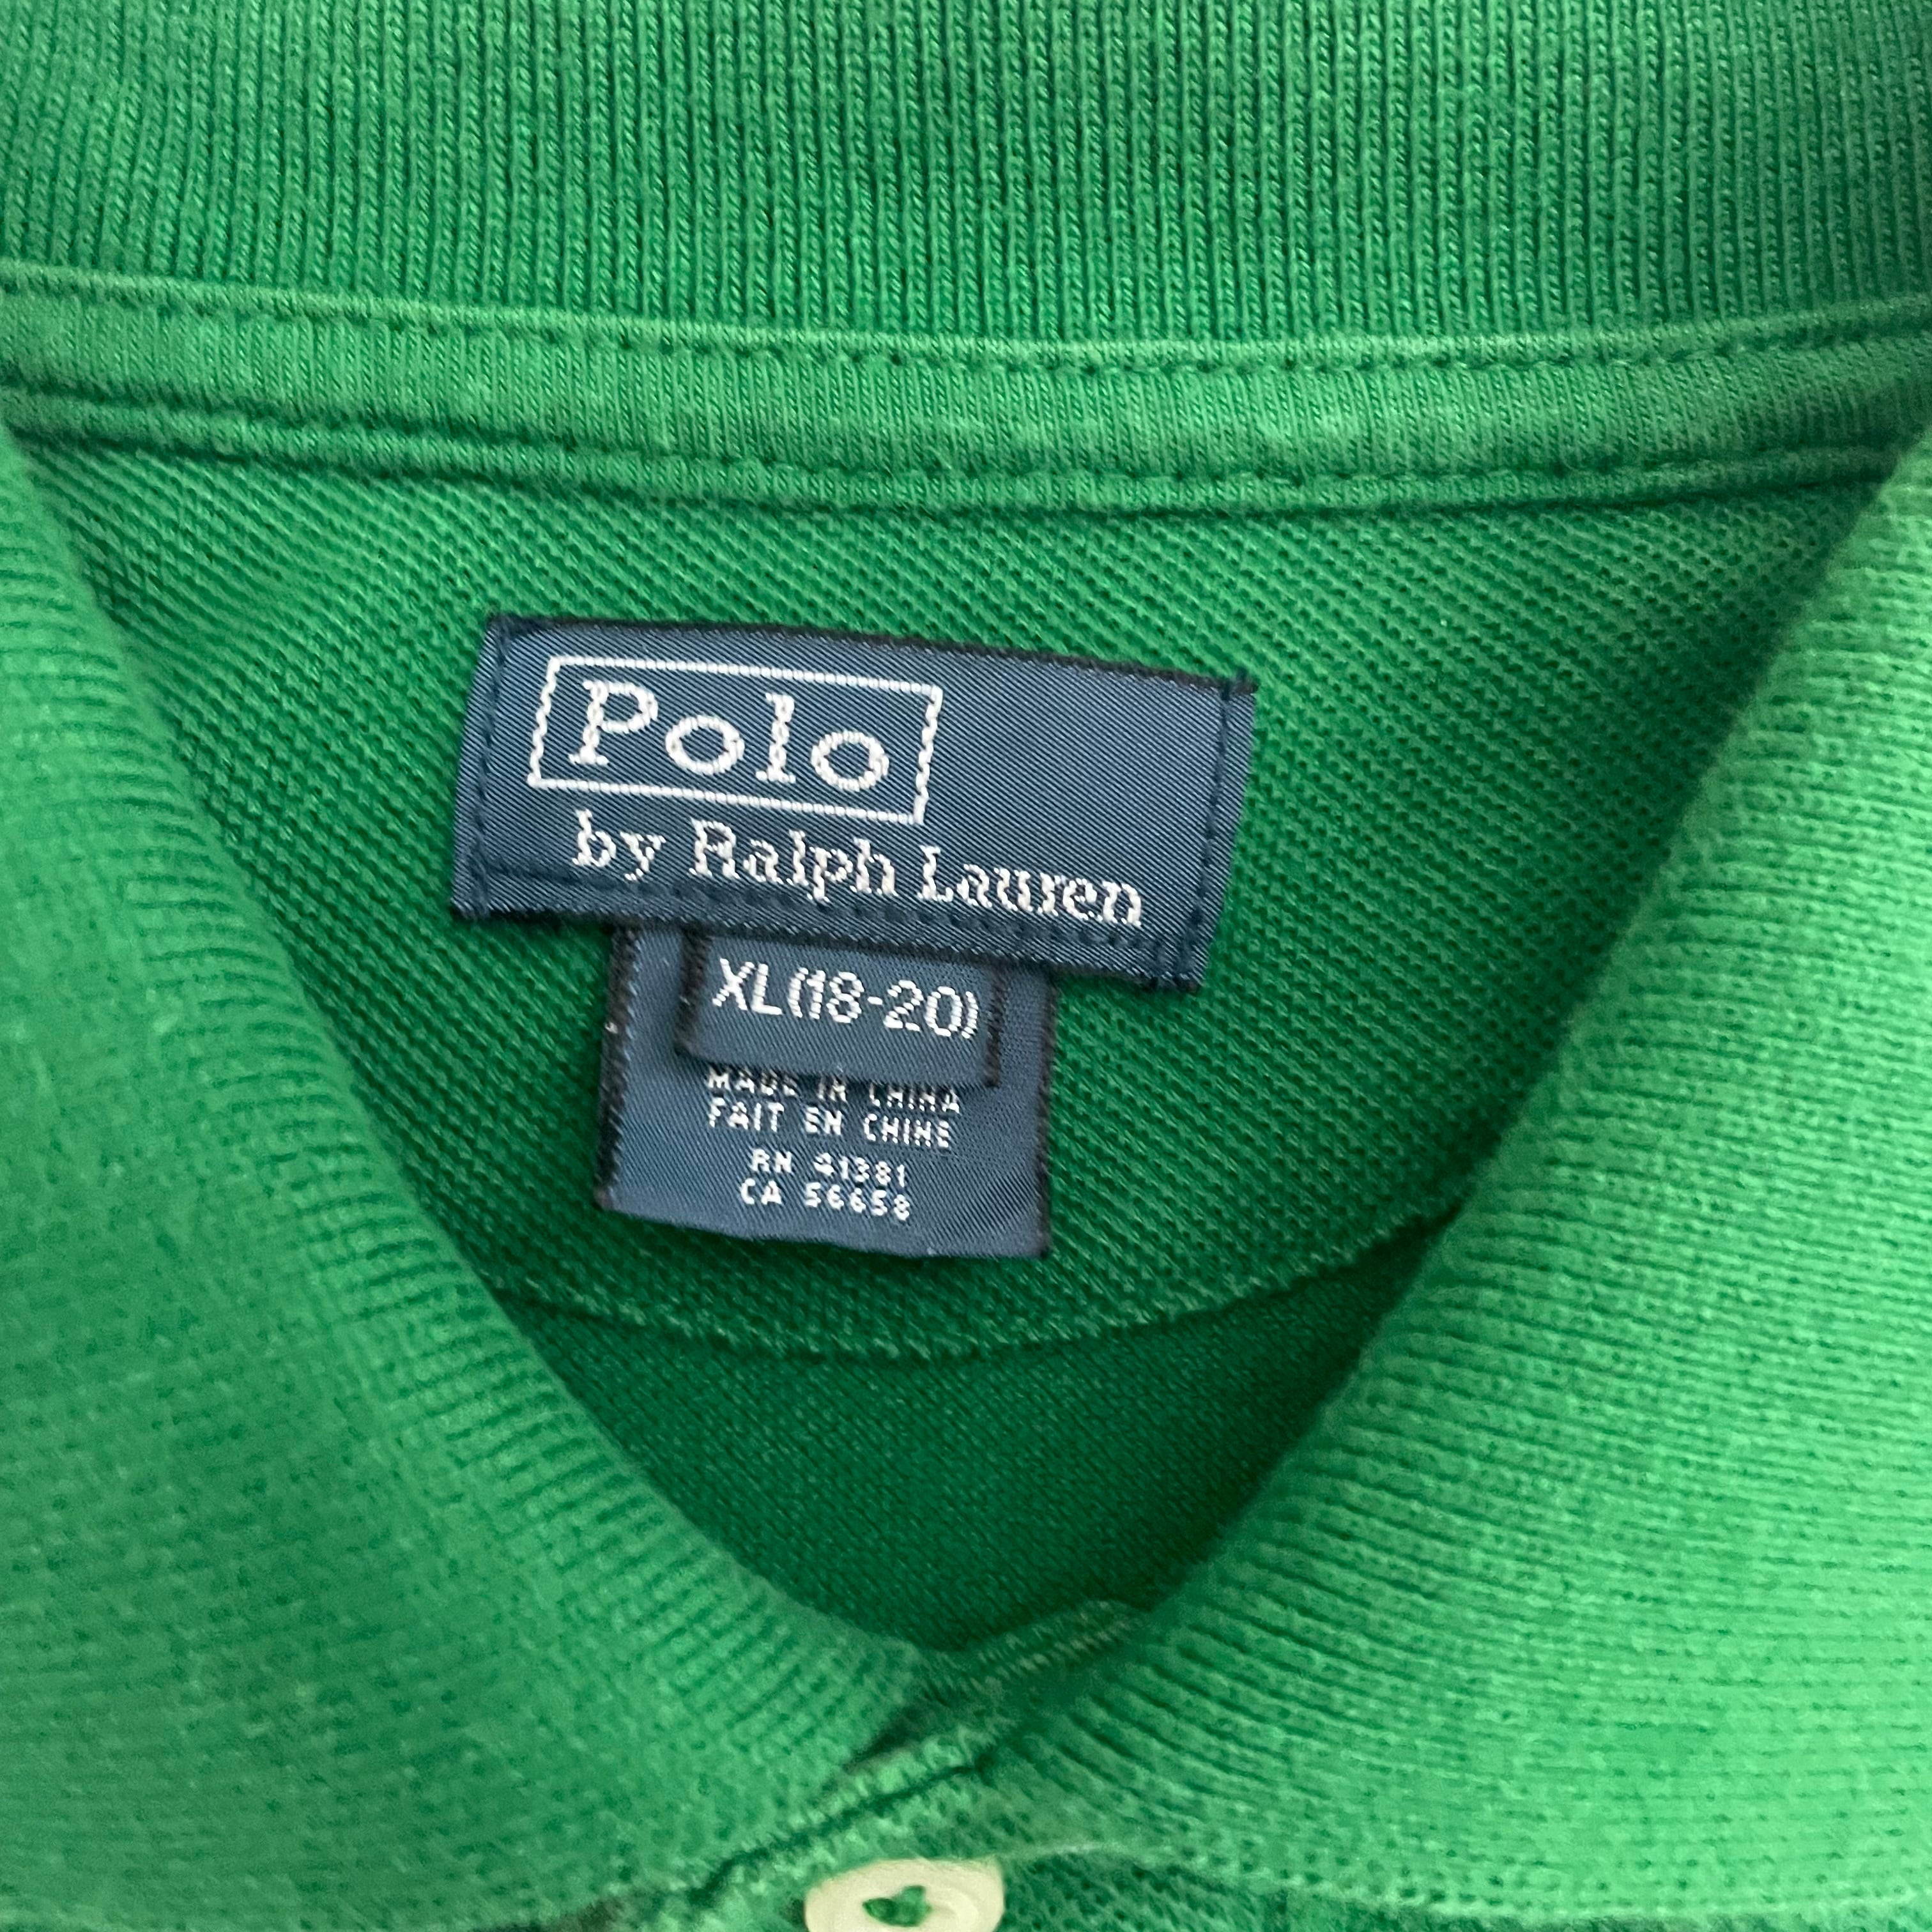 Polo
by Ralph Lauren
XL(18-20)
MADE IN CHINA
FAIT EN CHINE
RN 41381
CA 56658